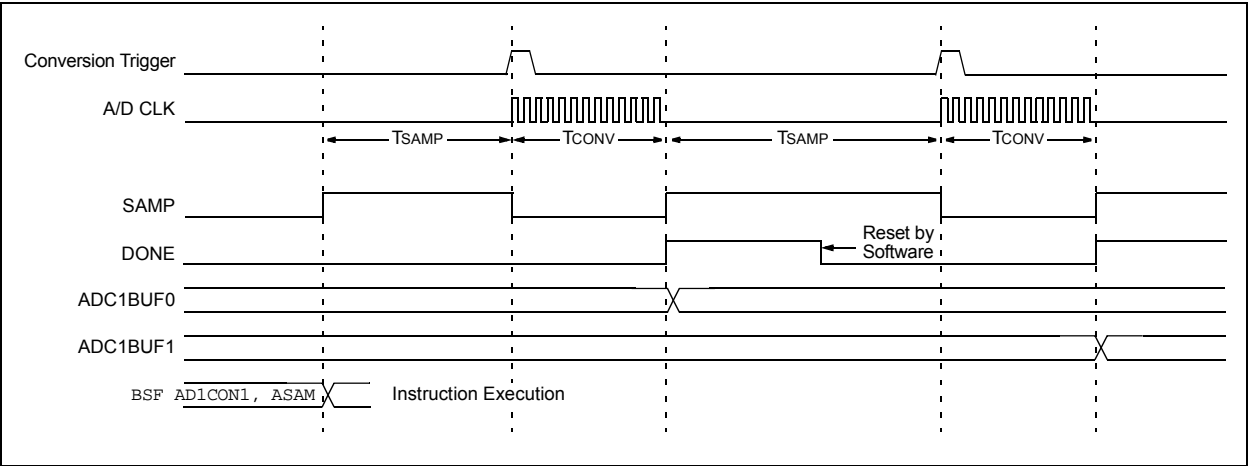 Conversion Trigger
A/D CLK
TSAMP
TCONV
TSAMP
TCONV
SAMP
DONE
Reset by
Software
ADC1BUF0
ADC1BUF1
BSF AD1CON1, ASAM
Instruction Execution